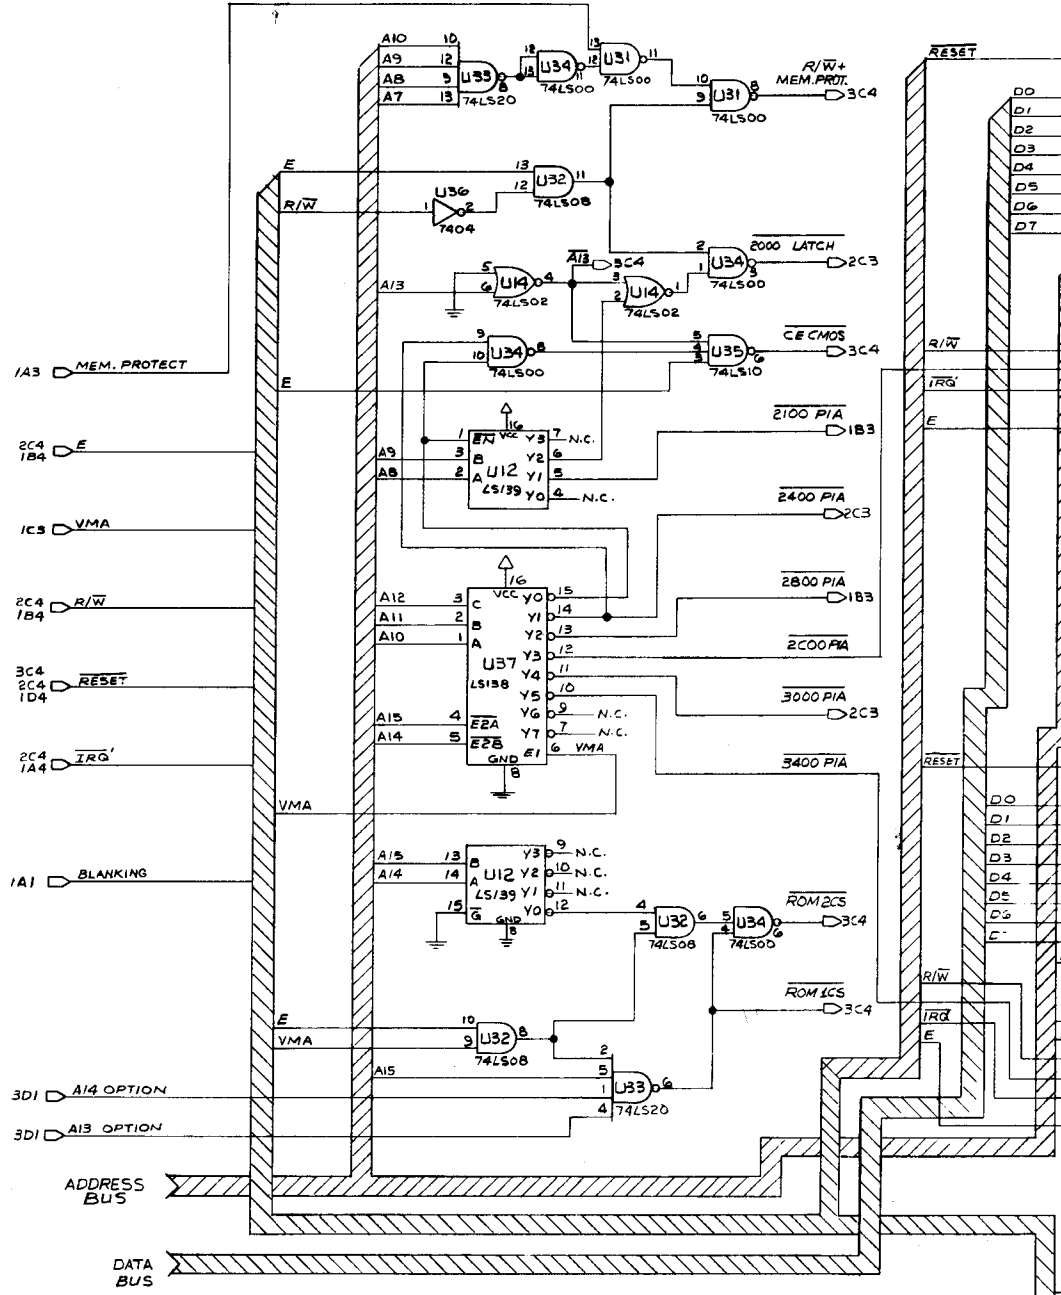 A10 10
A9 12
A8 9
A7 13
U33
8
74LS20
12
13
U34
11
74LS00
13
12
U31
11
74LS00
10
9
U31
8
74LS00
R/W+
MEM.PROT.
3C4
RESET
D0
D1
D2
D3
D4
D5
D6
D7
E
13
12
U32
11
74LS08
R/W
U36
1
2
7404
A13
5
6
U14
4
74LS02
A13
3C4
3
2
U14
1
74LS02
2
1
U34
3
74LS00
2000 LATCH
2C3
9
10
U34
8
74LS00
5
4
3
U35
6
74LS10
CE CMOS
3C4
1A3 MEM. PROTECT
E
R/W
IRQ'
E
2C4
1B4
E
1 EN
16
VCC
Y3 7 N.C.
A9 3 B
Y2 6
A8 2 A
Y1 5
Y0 4 N.C.
U12
LS139
2100 PIA
1B3
1C3 VMA
2400 PIA
2C3
16
VCC
A12 3 C
A11 2 B
A10 1 A
U37
LS138
A15 4 E2A
A14 5 E2B
GND
8
Y0 15
Y1 14
Y2 13
Y3 12
Y4 11
Y5 10
Y6 9 N.C.
Y7 7 N.C.
E1 6 VMA
2800 PIA
1B3
2C00 PIA
3000 PIA
2C3
3400 PIA
2C4
1B4
R/W
3C4
2C4
1D4
RESET
2C4
1A4
IRQ'
VMA
RESET
D0
D1
D2
D3
D4
D5
D6
1A1 BLANKING
A15 13 B
A14 14 A
15 G
U12
LS139
GND
8
Y3 9 N.C.
Y2 10 N.C.
Y1 11 N.C.
Y0 12
4
5
U32
6
74LS08
5
4
U34
6
74LS00
ROM 2CS
3C4
ROM 1CS
3C4
R/W
IRQ
E
E 10
VMA 9
U32
8
74LS08
2
A15 5
1
4
U33
6
74LS20
3D1 A14 OPTION
3D1 A13 OPTION
ADDRESS
BUS
DATA
BUS